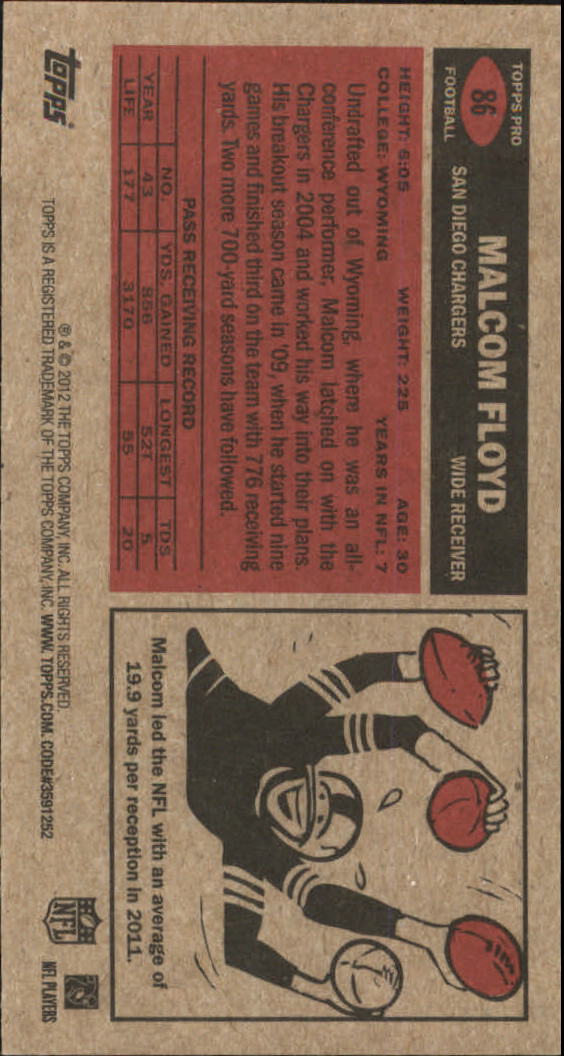 TOPPS PRO
86
FOOTBALL
MALCOM FLOYD
SAN DIEGO CHARGERS WIDE RECEIVER
HEIGHT: 6:05 WEIGHT: 225 AGE: 30
COLLEGE: WYOMING YEARS IN NFL: 7
Undrafted out of Wyoming, where he was an all-
conference performer, Malcom latched on with the
Chargers in 2004 and worked his way into their plans.
His breakout season came in '09, when he started nine
games and finished third on the team with 776 receiving
yards. Two more 700-yard seasons have followed.
PASS RECEIVING RECORD
NO. YDS. GAINED LONGEST TDS
YEAR 43 856 52T 5
LIFE 177 3170 55 20
Malcom led the NFL with an average of
19.9 yards per reception in 2011.
topps®
® & © 2012 THE TOPPS COMPANY, INC. ALL RIGHTS RESERVED.
TOPPS IS A REGISTERED TRADEMARK OF THE TOPPS COMPANY, INC. WWW.TOPPS.COM. CODE#3591252
NFL
NFL PLAYERS